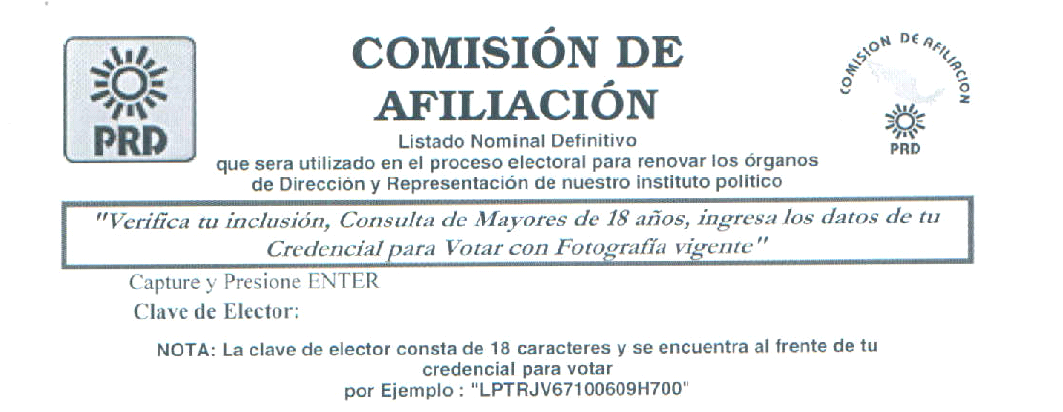 PRD
COMISIÓN DE
AFILIACIÓN
COMISION DE AFILIACION
PRD
Listado Nominal Definitivo
que sera utilizado en el proceso electoral para renovar los órganos
de Dirección y Representación de nuestro instituto politico
"Verifica tu inclusión, Consulta de Mayores de 18 años, ingresa los datos de tu
Credencial para Votar con Fotografía vigente"
Capture y Presione ENTER
Clave de Elector:
NOTA: La clave de elector consta de 18 caracteres y se encuentra al frente de tu
credencial para votar
por Ejemplo : "LPTRJV67100609H700"